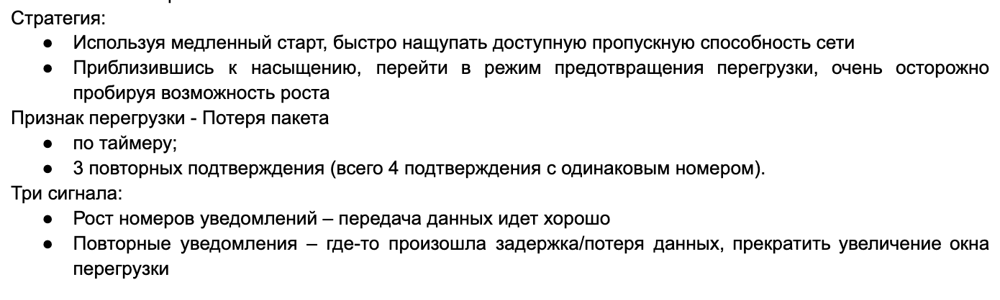 Стратегия:
● Используя медленный старт, быстро нащупать доступную пропускную способность сети
● Приблизившись к насыщению, перейти в режим предотвращения перегрузки, очень осторожно
пробируя возможность роста
Признак перегрузки - Потеря пакета
● по таймеру;
● 3 повторных подтверждения (всего 4 подтверждения с одинаковым номером).
Три сигнала:
● Рост номеров уведомлений – передача данных идет хорошо
● Повторные уведомления – где-то произошла задержка/потеря данных, прекратить увеличение окна
перегрузки